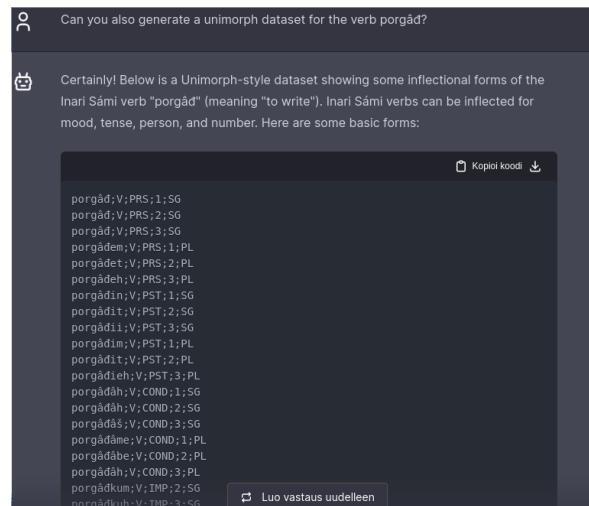 Can you also generate a unimorph dataset for the verb porgâđ?
Certainly! Below is a Unimorph-style dataset showing some inflectional forms of the
Inari Sámi verb "porgâđ" (meaning "to write"). Inari Sámi verbs can be inflected for
mood, tense, person, and number. Here are some basic forms:
Kopioi koodi
porgâđ;V;PRS;1;SG
porgâđ;V;PRS;2;SG
porgâđ;V;PRS;3;SG
porgâđem;V;PRS;1;PL
porgâđet;V;PRS;2;PL
porgâđeh;V;PRS;3;PL
porgâđin;V;PST;1;SG
porgâđit;V;PST;2;SG
porgâđii;V;PST;3;SG
porgâđim;V;PST;1;PL
porgâđit;V;PST;2;PL
porgâđieh;V;PST;3;PL
porgâđâh;V;COND;1;SG
porgâđâh;V;COND;2;SG
porgâđâš;V;COND;3;SG
porgâđâme;V;COND;1;PL
porgâđâbe;V;COND;2;PL
porgâđâh;V;COND;3;PL
porgâđkum;V;IMP;2;SG
porgâđkuh;V;IMP;3;SG
Luo vastaus uudelleen